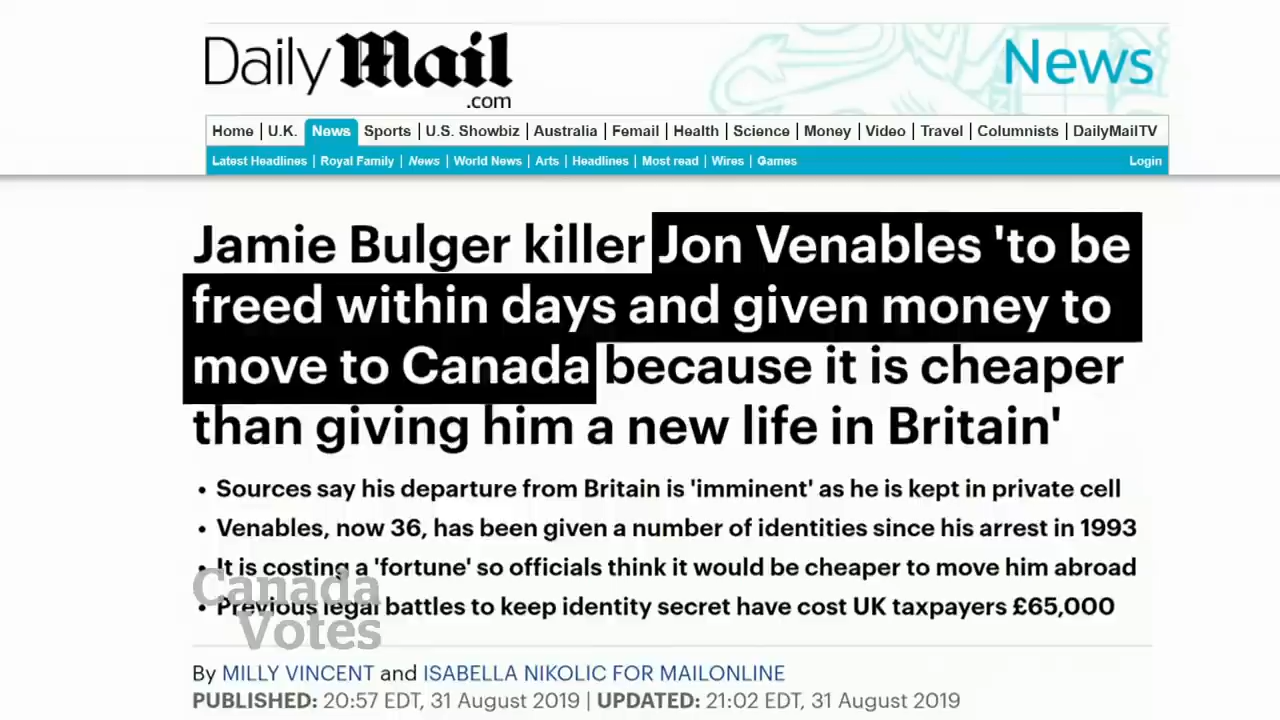 Daily Mail
.com
News
Home | U.K. | News | Sports | U.S. Showbiz | Australia | Femail | Health | Science | Money | Video | Travel | Columnists | DailyMailTV
Latest Headlines | Royal Family | News | World News | Arts | Headlines | Most read | Wires | Games
Login
Jamie Bulger killer Jon Venables 'to be
freed within days and given money to
move to Canada because it is cheaper
than giving him a new life in Britain'
• Sources say his departure from Britain is 'imminent' as he is kept in private cell
• Venables, now 36, has been given a number of identities since his arrest in 1993
• It is costing a 'fortune' so officials think it would be cheaper to move him abroad
• Previous legal battles to keep identity secret have cost UK taxpayers £65,000
Canada
Votes
By MILLY VINCENT and ISABELLA NIKOLIC FOR MAILONLINE
PUBLISHED: 20:57 EDT, 31 August 2019 | UPDATED: 21:02 EDT, 31 August 2019